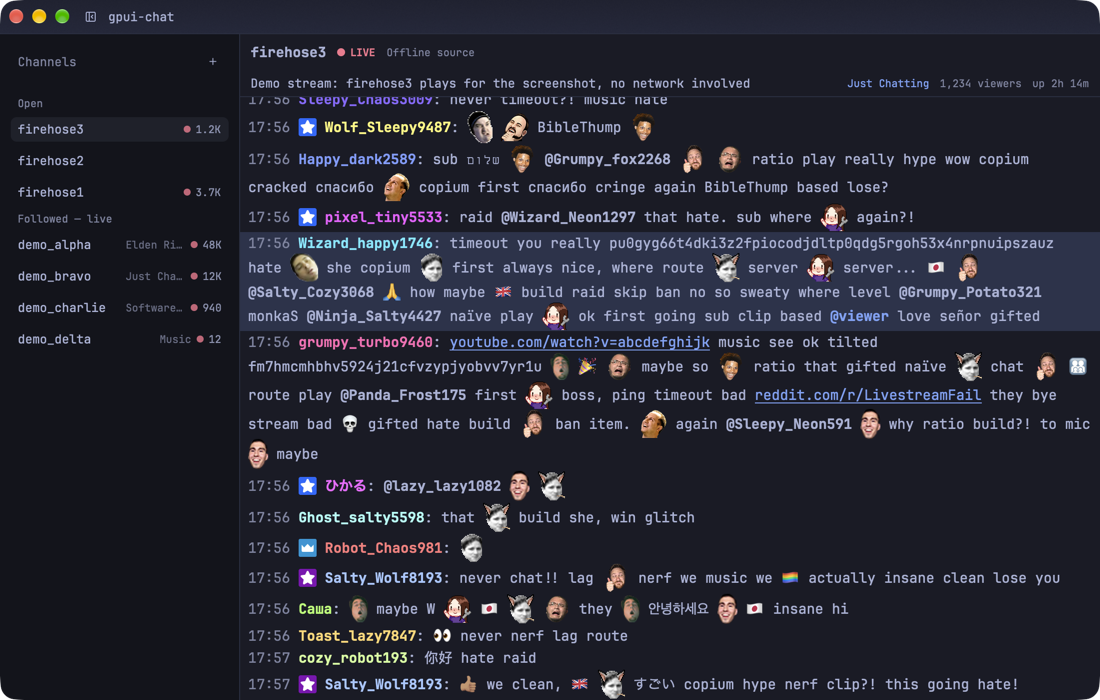 gpui-chat
Channels +
Open
firehose3 1.2K
firehose2
firehose1 3.7K
Followed — live
demo_alpha Elden Ri… 48K
demo_bravo Just Cha… 12K
demo_charlie Software… 940
demo_delta Music 12
firehose3 LIVE Offline source
Demo stream: firehose3 plays for the screenshot, no network involved Just Chatting 1,234 viewers up 2h 14m
17:56 Sleepy_Chaos3009: never timeout?! music hate
17:56 Wolf_Sleepy9487: BibleThump
17:56 Happy_dark2589: sub שלום @Grumpy_fox2268 ratio play really hype wow copium
cracked спасибо copium first спасибо cringe again BibleThump based lose?
17:56 pixel_tiny5533: raid @Wizard_Neon1297 that hate. sub where again?!
17:56 Wizard_happy1746: timeout you really pu0gyg66t4dki3z2fpiocodjdltp0qdg5rgoh53x4nrpnuipszauz
hate she copium first always nice, where route server server... 🇯🇵
@Salty_Cozy3068 🙏 how maybe 🇬🇧 build raid skip ban no so sweaty where level @Grumpy_Potato321
monkaS @Ninja_Salty4427 naïve play ok first going sub clip based @viewer love señor gifted
17:56 grumpy_turbo9460: youtube.com/watch?v=abcdefghijk music see ok tilted
fm7hmcmhbhv5924j21cfvzypjyobvv7yr1u 🎉 maybe so ratio that gifted naïve chat
route play @Panda_Frost175 first boss, ping timeout bad reddit.com/r/LivestreamFail they bye
stream bad 💀 gifted hate build ban item. again @Sleepy_Neon591 why ratio build?! to mic
maybe
17:56 ひかる: @lazy_lazy1082
17:56 Ghost_salty5598: that build she, win glitch
17:56 Robot_Chaos981:
17:56 Salty_Wolf8193: never chat!! lag nerf we music we 🏳️‍🌈 actually insane clean lose you
17:56 Саша: maybe W 🇯🇵 they 안녕하세요 🇯🇵 insane hi
17:56 Toast_lazy7847: 👀 never nerf lag route
17:57 cozy_robot193: 你好 hate raid
17:57 Salty_Wolf8193: 👍🏽 we clean, 🇬🇧 すごい copium hype nerf clip?! this going hate!